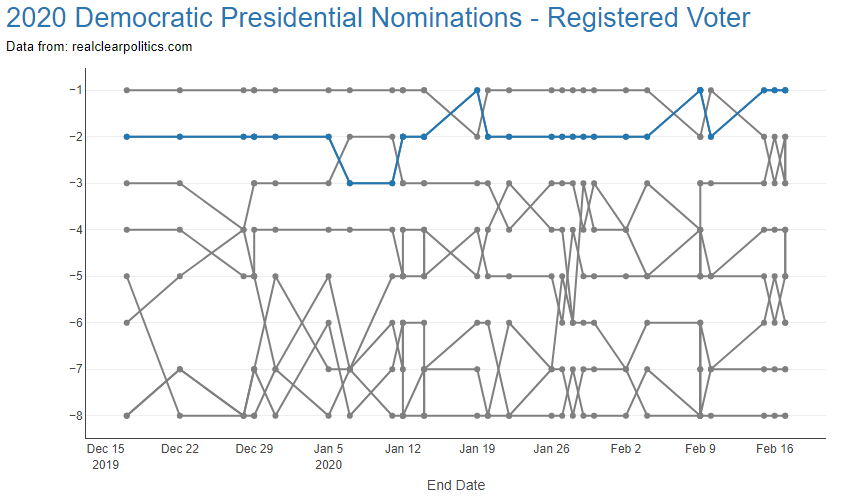 2020 Democratic Presidential Nominations - Registered Voter
Data from: realclearpolitics.com
−1
−2
−3
−4
−5
−6
−7
−8
Dec 15 Dec 22 Dec 29 Jan 5 Jan 12 Jan 19 Jan 26 Feb 2 Feb 9 Feb 16
2019 2020
End Date